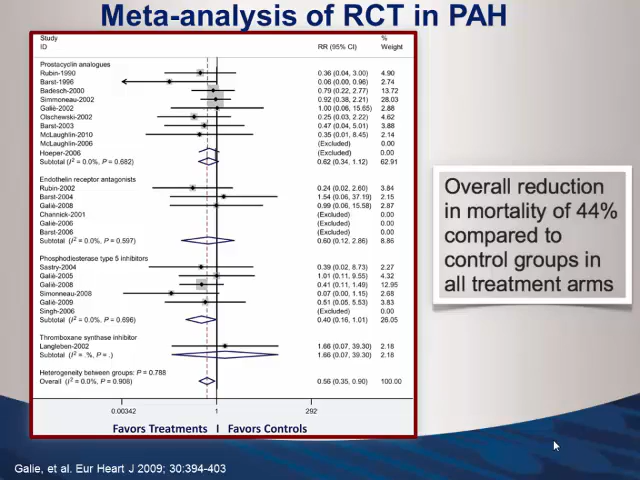 Meta-analysis of RCT in PAH
Study %
ID RR (95% CI) Weight
Prostacyclin analogues
Rubin-1990 0.36 (0.04, 3.00) 4.90
Barst-1996 0.06 (0.00, 0.96) 2.74
Badesch-2000 0.79 (0.22, 2.77) 13.72
Simmoneau-2002 0.92 (0.38, 2.21) 28.03
Galiè-2002 1.00 (0.06, 15.65) 2.88
Olschewski-2002 0.25 (0.03, 2.22) 4.62
Barst-2003 0.47 (0.04, 5.01) 3.88
McLaughlin-2010 0.35 (0.01, 8.45) 2.14
McLaughlin-2006 (Excluded) 0.00
Hoeper-2006 (Excluded) 0.00
Subtotal (I² = 0.0%, P = 0.682) 0.62 (0.34, 1.12) 62.91
Endothelin receptor antagonists
Rubin-2002 0.24 (0.02, 2.60) 3.84
Barst-2004 1.54 (0.06, 37.19) 2.15
Galiè-2008 0.99 (0.06, 15.58) 2.87
Channick-2001 (Excluded) 0.00
Galiè-2006 (Excluded) 0.00
Barst-2006 (Excluded) 0.00
Subtotal (I² = 0.0%, P = 0.597) 0.60 (0.12, 2.86) 8.86
Phosphodiesterase type 5 inhibitors
Sastry-2004 0.39 (0.02, 8.73) 2.27
Galiè-2005 1.01 (0.11, 9.55) 4.32
Galiè-2008 0.41 (0.11, 1.49) 12.95
Simonneau-2008 0.07 (0.00, 1.15) 2.68
Galiè-2009 0.51 (0.05, 5.53) 3.83
Singh-2006 (Excluded) 0.00
Subtotal (I² = 0.0%, P = 0.696) 0.40 (0.16, 1.01) 26.05
Thromboxane synthase inhibitor
Langleben-2002 1.66 (0.07, 39.30) 2.18
Subtotal (I² = .%, P = .) 1.66 (0.07, 39.30) 2.18
Heterogeneity between groups: P = 0.788
Overall (I² = 0.0%, P = 0.908) 0.56 (0.35, 0.90) 100.00
0.00342 1 292
Favors Treatments I Favors Controls
Overall reduction
in mortality of 44%
compared to
control groups in
all treatment arms
Galie, et al. Eur Heart J 2009; 30:394-403